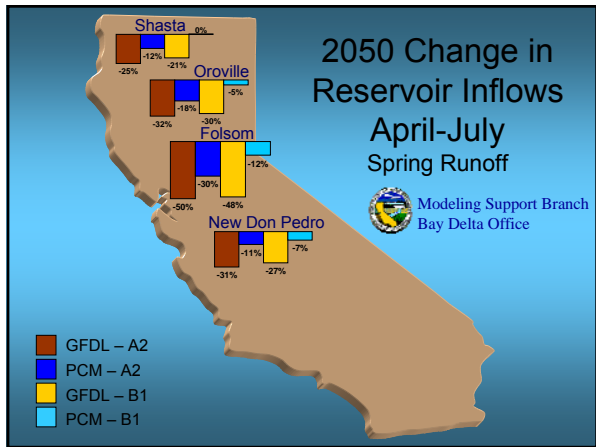 2050 Change in
Reservoir Inflows
April-July
Spring Runoff
Modeling Support Branch
Bay Delta Office
Shasta
0%
-12%
-21%
-25%
Oroville
-5%
-18%
-30%
-32%
Folsom
-12%
-30%
-48%
-50%
New Don Pedro
-7%
-11%
-27%
-31%
GFDL – A2
PCM – A2
GFDL – B1
PCM – B1